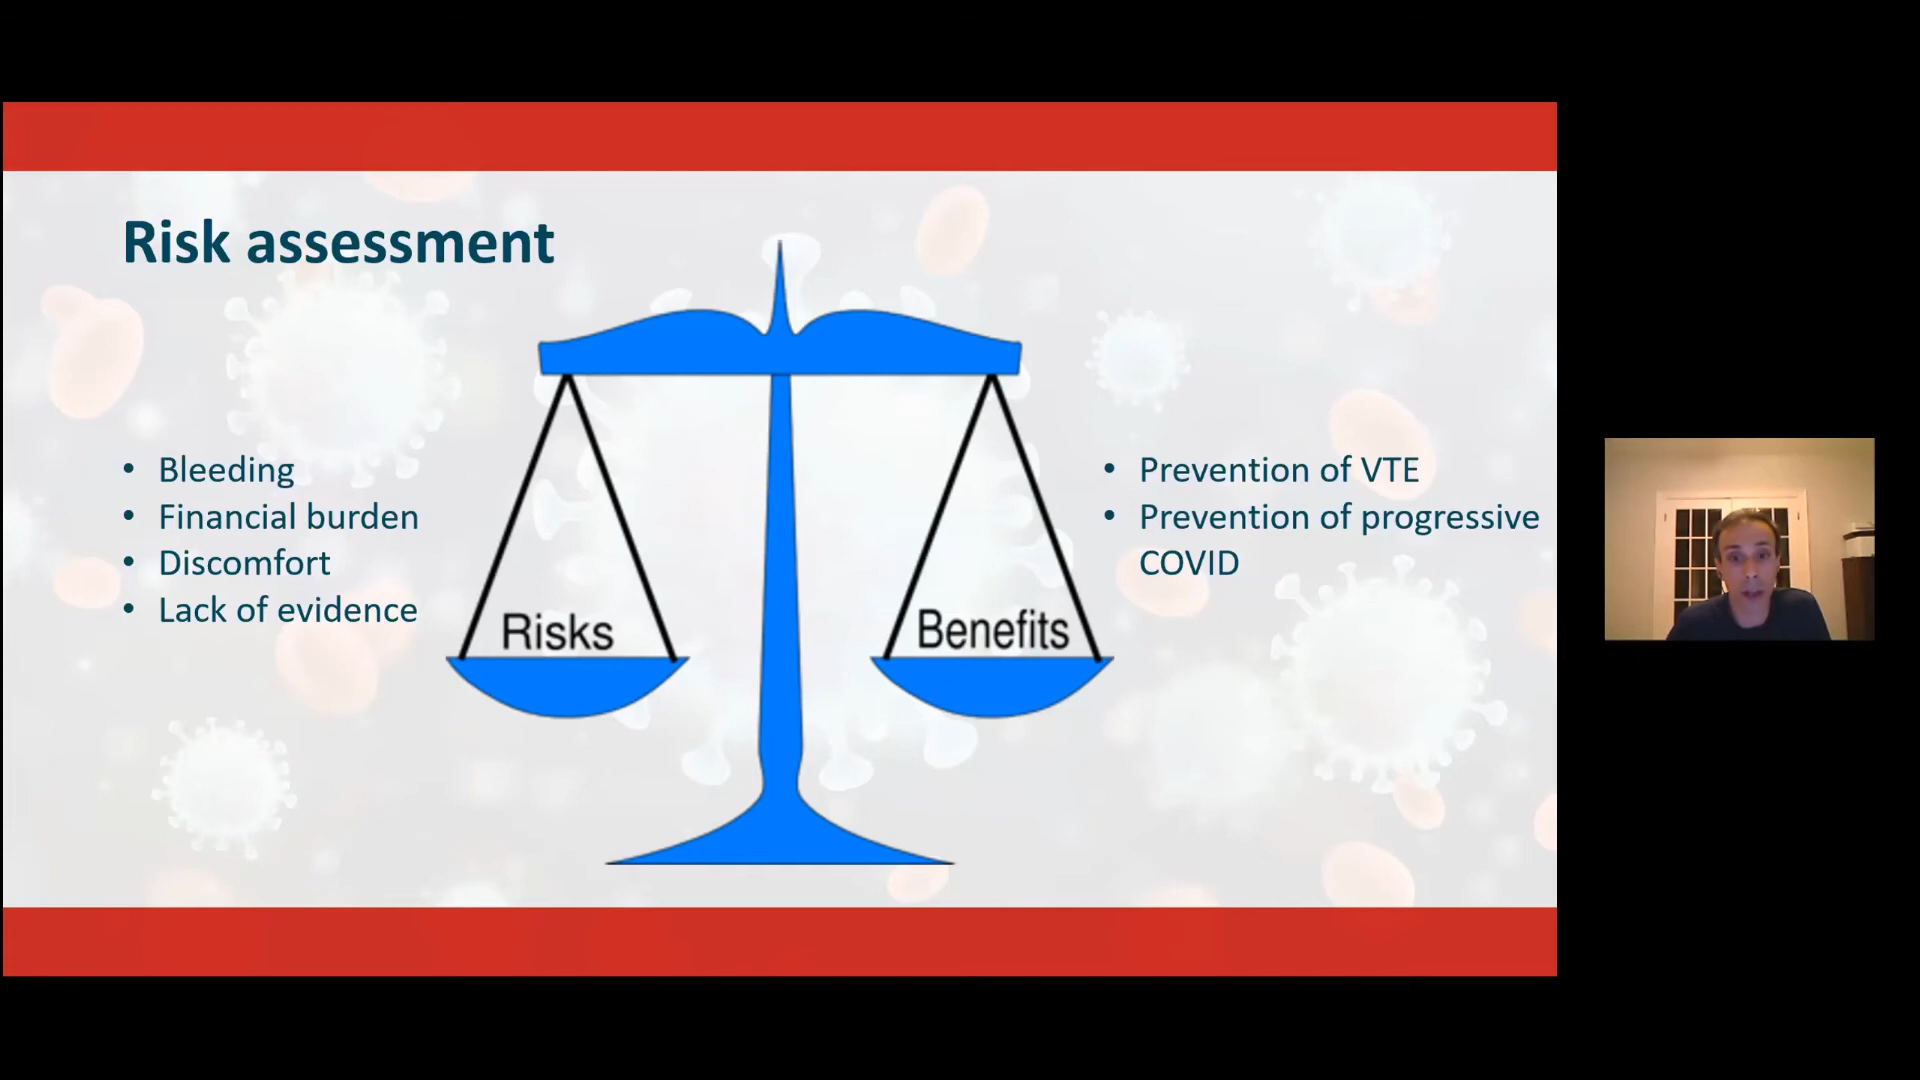 Risk assessment
Bleeding
Financial burden
Discomfort
Lack of evidence
Risks
Benefits
Prevention of VTE
Prevention of progressive
COVID